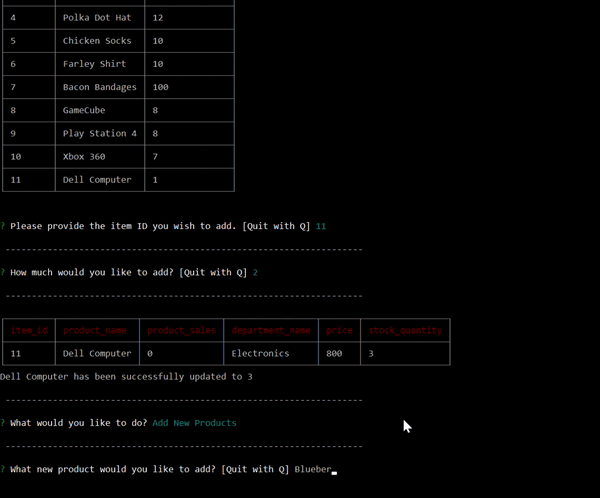 4 Polka Dot Hat 12
5 Chicken Socks 10
6 Farley Shirt 10
7 Bacon Bandages 100
8 GameCube 8
9 Play Station 4 8
10 Xbox 360 7
11 Dell Computer 1
? Please provide the item ID you wish to add. [Quit with Q] 11
--------------------------------------------------------------------
? How much would you like to add? [Quit with Q] 2
--------------------------------------------------------------------
item_id product_name product_sales department_name price stock_quantity
11 Dell Computer 0 Electronics 800 3
Dell Computer has been successfully updated to 3
--------------------------------------------------------------------
? What would you like to do? Add New Products
--------------------------------------------------------------------
? What new product would you like to add? [Quit with Q] Blueber